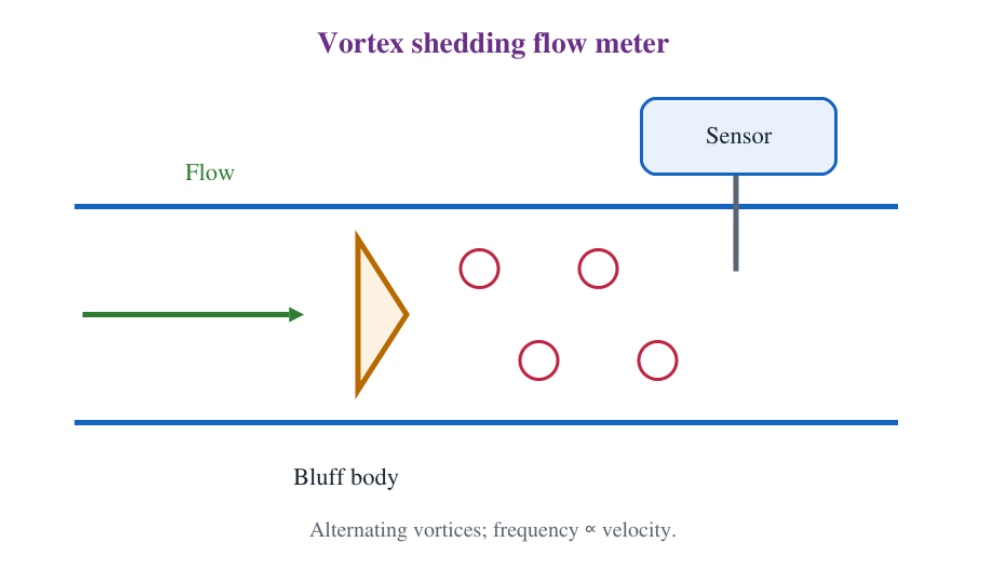 Vortex shedding flow meter
Sensor
Flow
Bluff body
Alternating vortices; frequency ∝ velocity.